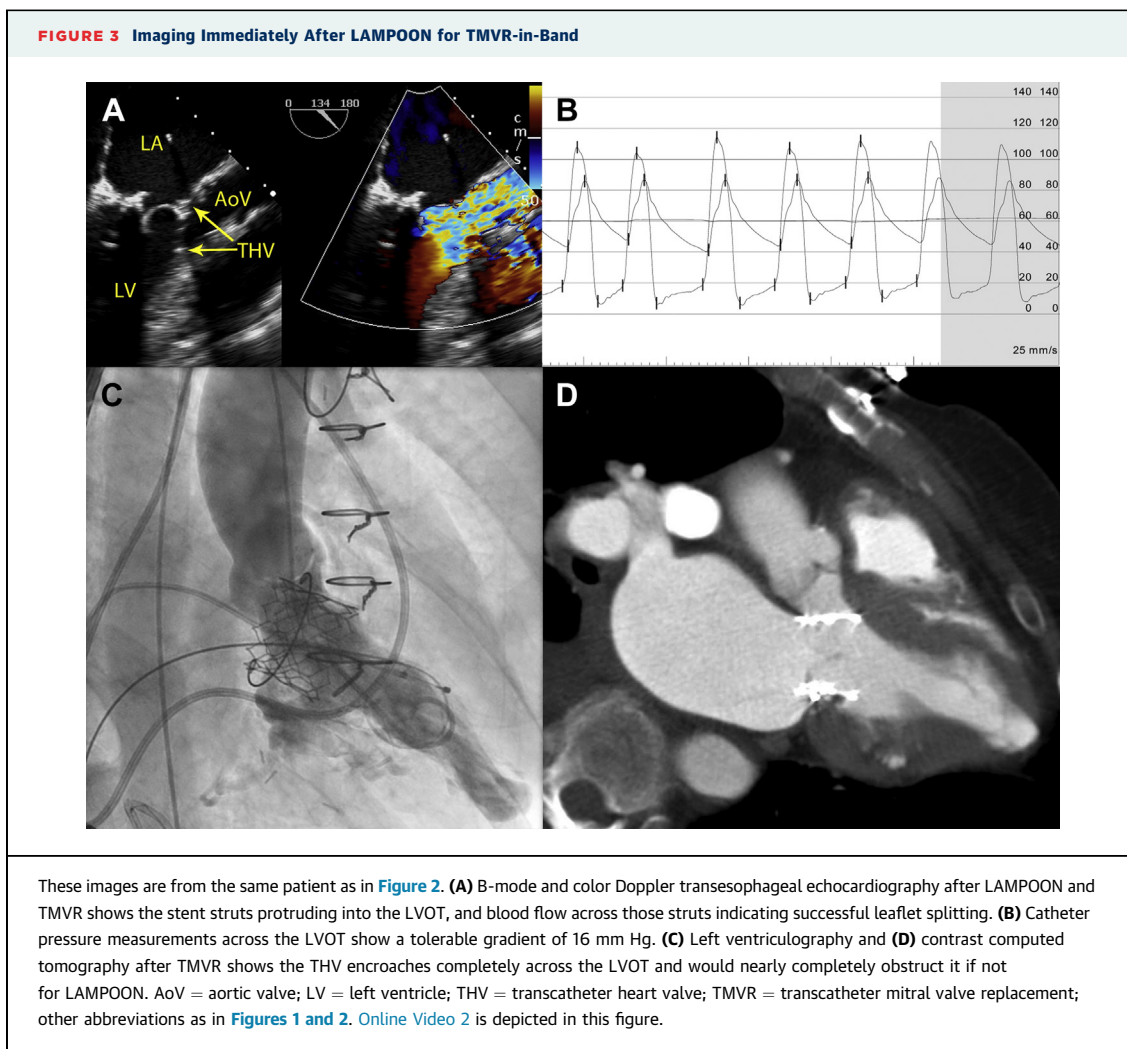 FIGURE 3 Imaging Immediately After LAMPOON for TMVR-in-Band
A
LA
AoV
THV
LV
0 134 180
c
m
/
s
-50
B
140 140
120 120
100 100
80 80
60 60
40 40
20 20
0 0
25 mm/s
C
D
These images are from the same patient as in Figure 2. (A) B-mode and color Doppler transesophageal echocardiography after LAMPOON and
TMVR shows the stent struts protruding into the LVOT, and blood flow across those struts indicating successful leaflet splitting. (B) Catheter
pressure measurements across the LVOT show a tolerable gradient of 16 mm Hg. (C) Left ventriculography and (D) contrast computed
tomography after TMVR shows the THV encroaches completely across the LVOT and would nearly completely obstruct it if not
for LAMPOON. AoV = aortic valve; LV = left ventricle; THV = transcatheter heart valve; TMVR = transcatheter mitral valve replacement;
other abbreviations as in Figures 1 and 2. Online Video 2 is depicted in this figure.